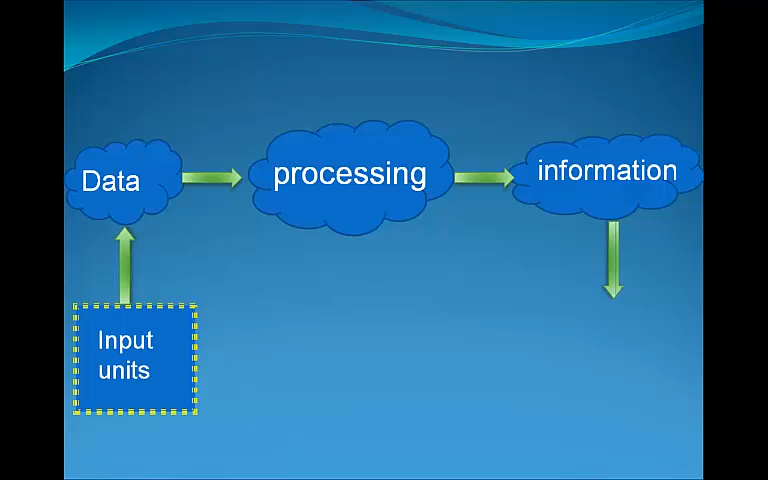 Data
processing
information
Input
units